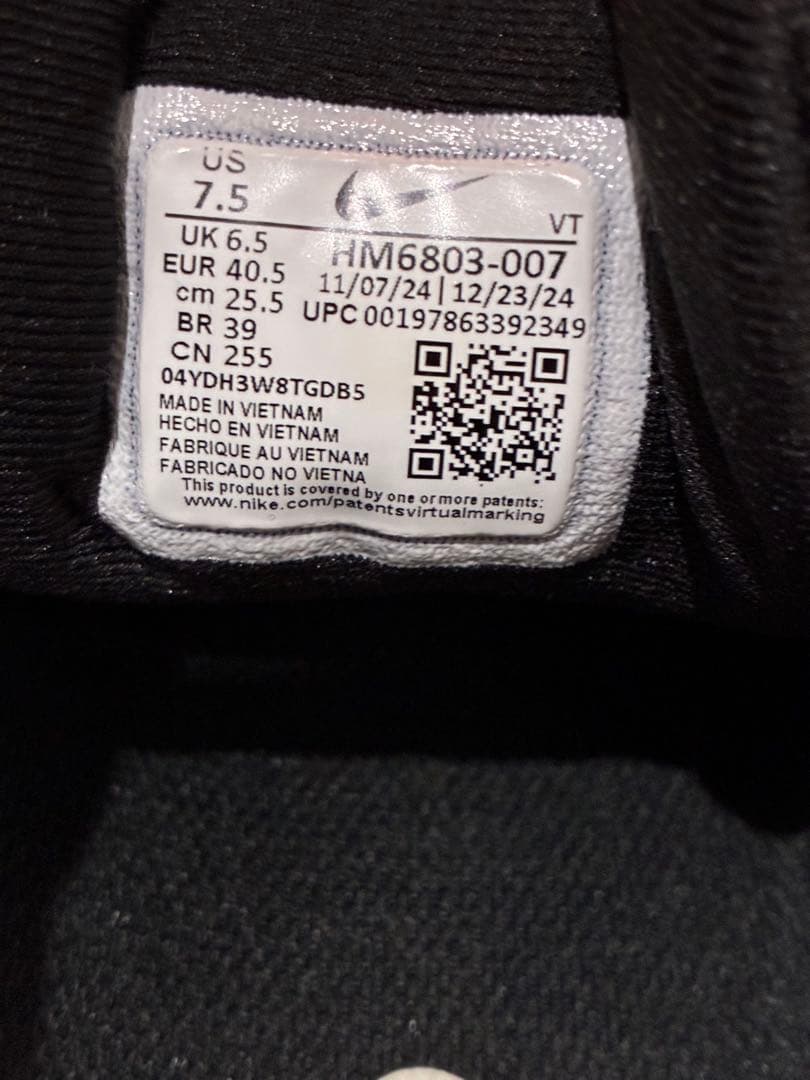 US
7.5
VT
UK 6.5
HM6803-007
EUR 40.5
11/07/24 | 12/23/24
cm 25.5
UPC 00197863392349
BR 39
CN 255
04YDH3W8TGDB5
MADE IN VIETNAM
HECHO EN VIETNAM
FABRIQUE AU VIETNAM
FABRICADO NO VIETNA
This product is covered by one or more patents:
www.nike.com/patentsvirtualmarking